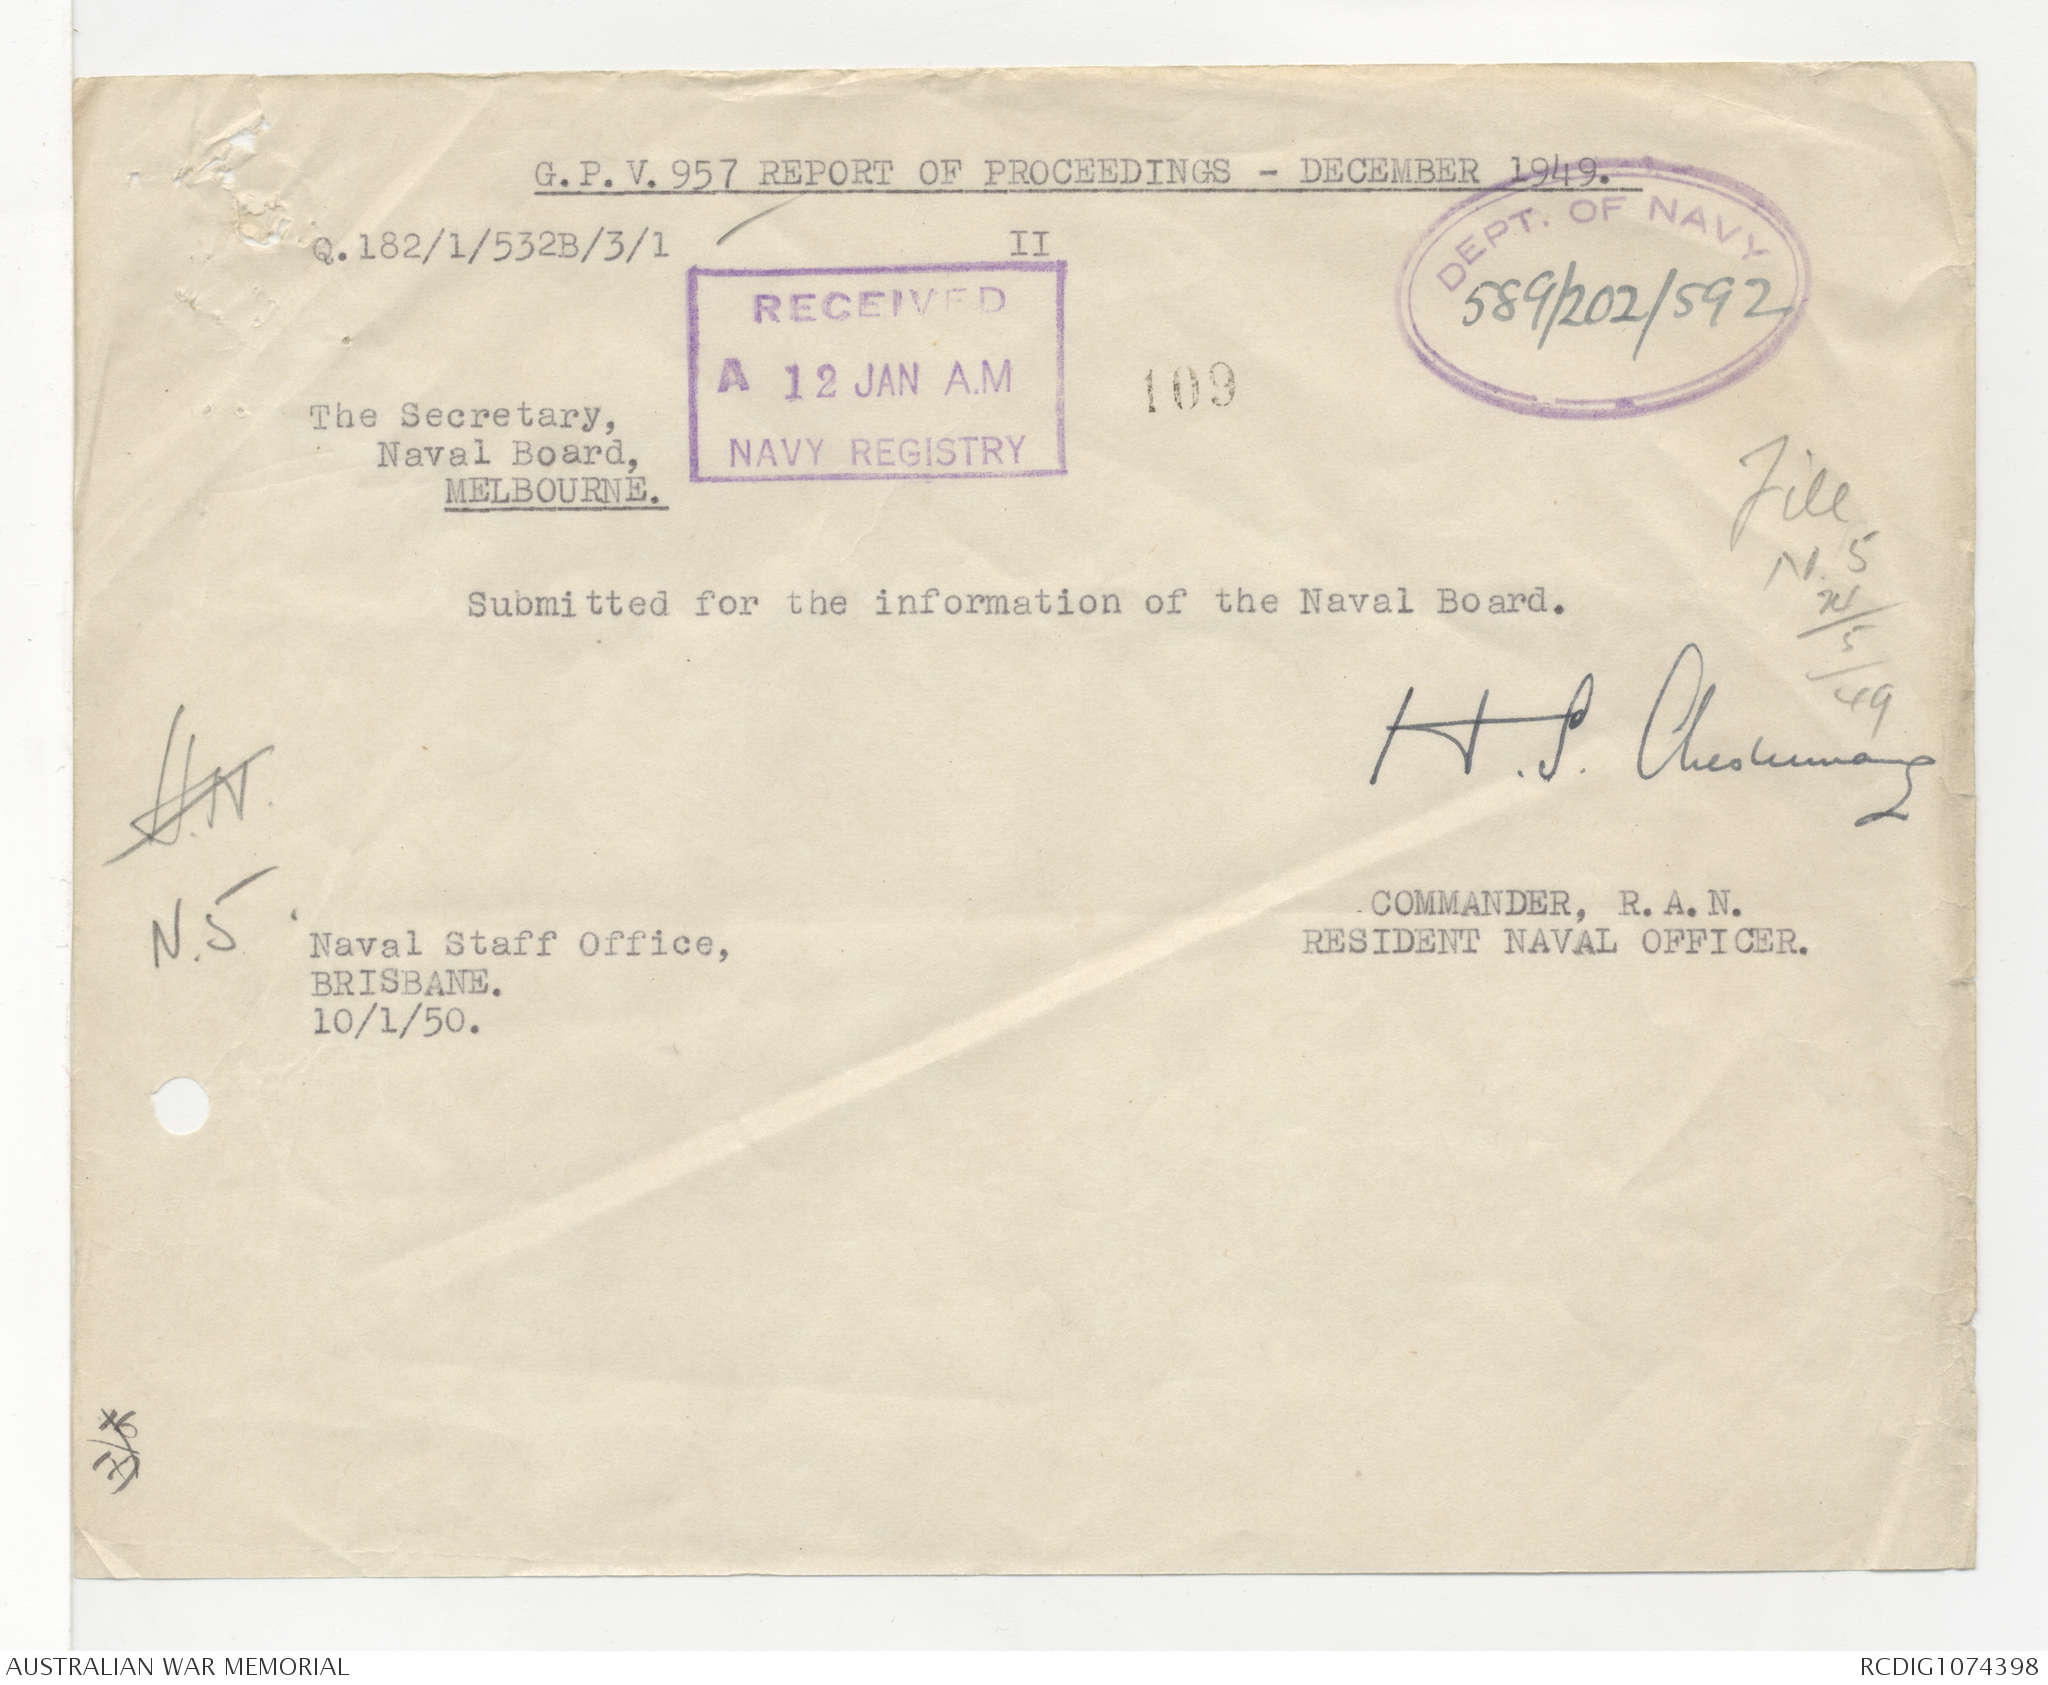 G.P.V. 957 REPORT OF PROCEEDINGS - DECEMBER 1949.
Q.182/1/532B/3/1
II
DEPT. OF NAVY
589/202/592
RECEIVED
A 12 JAN A.M
NAVY REGISTRY
109
The Secretary,
Naval Board,
MELBOURNE.
File
N.5
/5/49
Submitted for the information of the Naval Board.
H.S. Chesterman
N.5
COMMANDER, R.A.N.
RESIDENT NAVAL OFFICER.
Naval Staff Office,
BRISBANE.
10/1/50.
AUSTRALIAN WAR MEMORIAL
RCDIG1074398